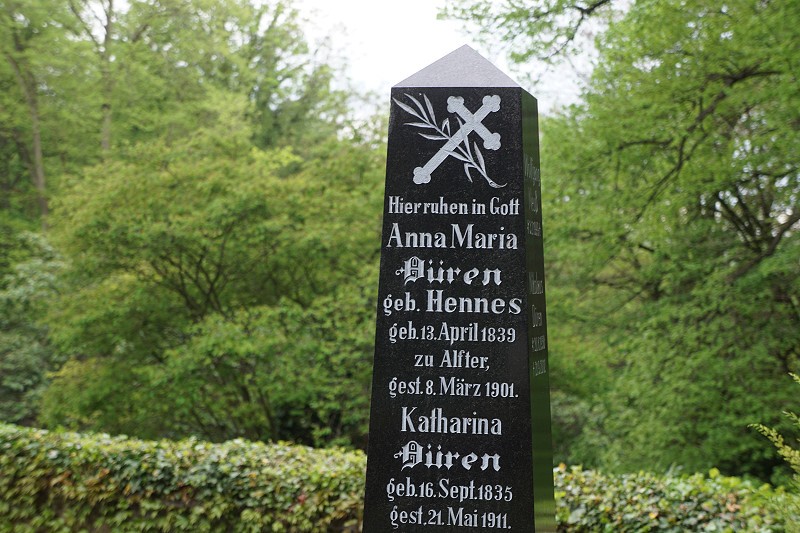 Hier ruhen in Gott
Anna Maria
Düren
geb. Hennes
geb. 13. April 1839
zu Alfter,
gest. 8. März 1901.
Katharina
Düren
geb. 16. Sept. 1835
gest. 21. Mai 1911.
Düren